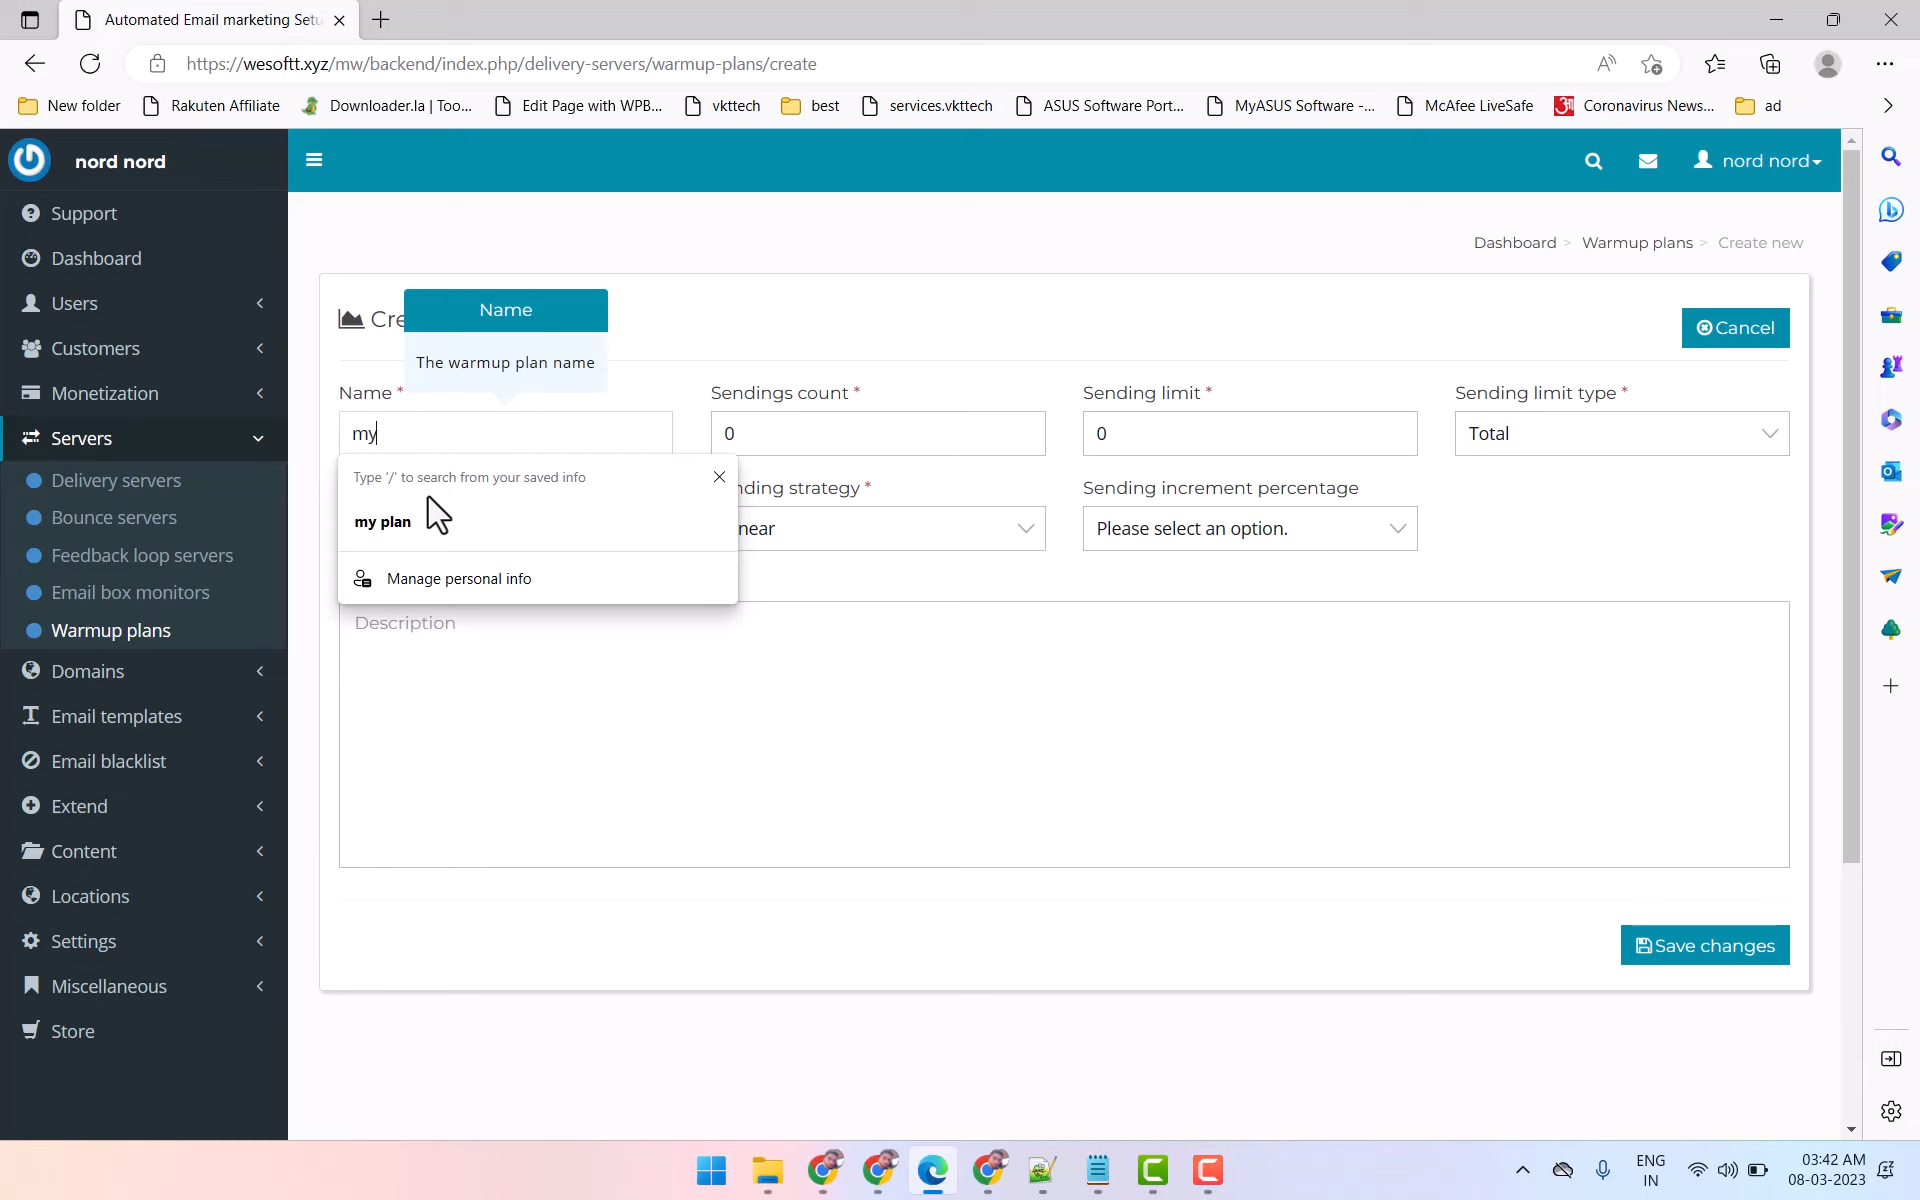 Automated Email marketing Setu
https://wesoftt.xyz/mw/backend/index.php/delivery-servers/warmup-plans/create
New folder Rakuten Affiliate Downloader.la | Too... Edit Page with WPB... vkttech best services.vkttech ASUS Software Port... MyASUS Software -... McAfee LiveSafe Coronavirus News... ad
nord nord
nord nord
Support
Dashboard
Users
Customers
Monetization
Servers
Delivery servers
Bounce servers
Feedback loop servers
Email box monitors
Warmup plans
Domains
Email templates
Email blacklist
Extend
Content
Locations
Settings
Miscellaneous
Store
Dashboard > Warmup plans > Create new
Cre
Cancel
Name
The warmup plan name
Name * Sendings count * Sending limit * Sending limit type *
my 0 0 Total
Type '/' to search from your saved info
my plan
Manage personal info
nding strategy * Sending increment percentage
near Please select an option.
Description
Save changes
ENG
IN
03:42 AM
08-03-2023